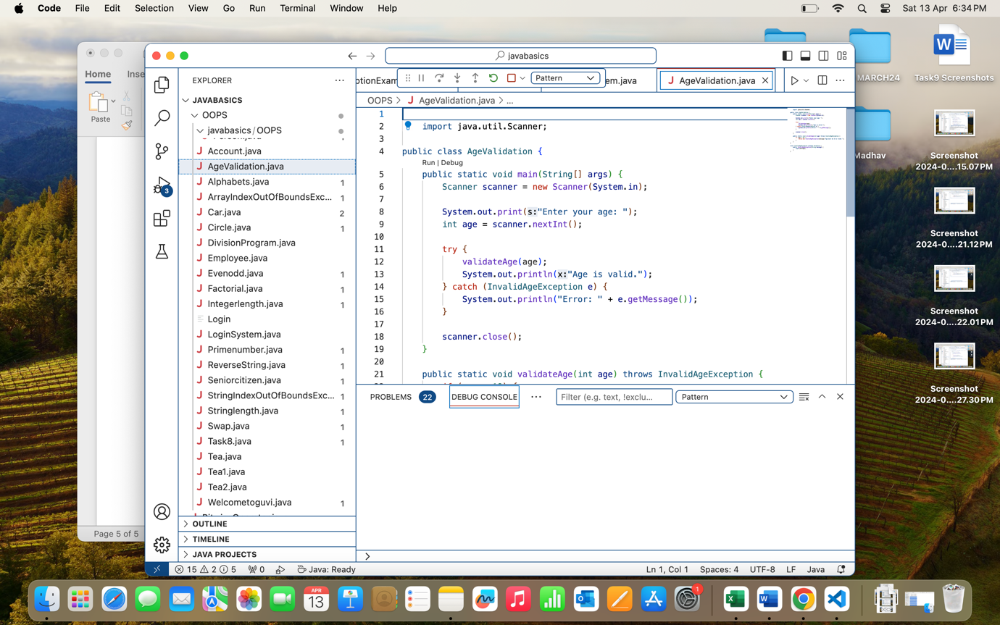 Code File Edit Selection View Go Run Terminal Window Help Sat 13 Apr 6:34 PM
Home Inse
Paste
Page 5 of 5
javabasics
EXPLORER
JAVABASICS
OOPS
javabasics / OOPS
Account.java
AgeValidation.java
Alphabets.java 1
ArrayIndexOutOfBoundsExc... 1
Car.java 2
Circle.java 1
DivisionProgram.java
Employee.java
Evenodd.java 1
Factorial.java 1
Integerlength.java 1
Login
LoginSystem.java
Primenumber.java 1
ReverseString.java 1
Seniorcitizen.java 1
StringIndexOutOfBoundsExc... 1
Stringlength.java 1
Swap.java 1
Task8.java 1
Tea.java
Tea1.java
Tea2.java
Welcometoguvi.java 1
OUTLINE
TIMELINE
JAVA PROJECTS
3
ptionExam Pattern em.java AgeValidation.java
OOPS > AgeValidation.java > ...
1
2 import java.util.Scanner;
3
4 public class AgeValidation {
Run | Debug
5 public static void main(String[] args) {
6 Scanner scanner = new Scanner(System.in);
7
8 System.out.print(s:"Enter your age: ");
9 int age = scanner.nextInt();
10
11 try {
12 validateAge(age);
13 System.out.println(x:"Age is valid.");
14 } catch (InvalidAgeException e) {
15 System.out.println("Error: " + e.getMessage());
16 }
17
18 scanner.close();
19 }
20
21 public static void validateAge(int age) throws InvalidAgeException {
PROBLEMS 22 DEBUG CONSOLE ... Filter (e.g. text, !exclu... Pattern
15 2 5 0 Java: Ready Ln 1, Col 1 Spaces: 4 UTF-8 LF Java
MARCH24
Task9 Screenshots
Madhav
Screenshot
2024-0....15.07 PM
Screenshot
2024-0....21.12 PM
Screenshot
2024-0....22.01 PM
Screenshot
2024-0....27.30 PM
APR
13
1